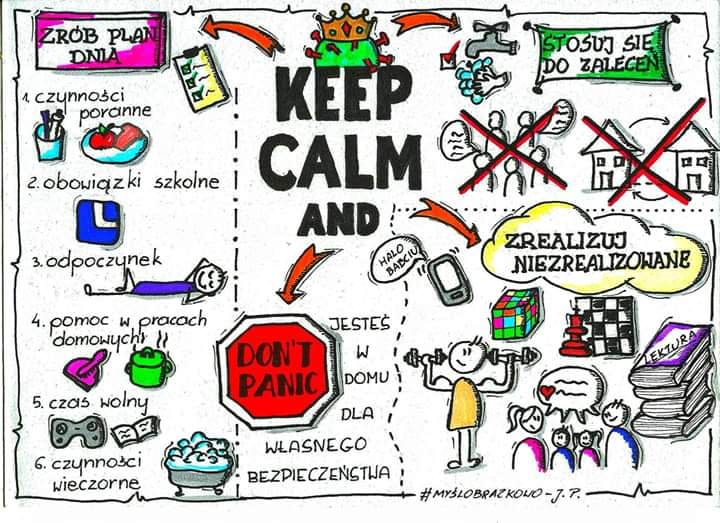 ZRÓB PLAN
DNIA
1. czynności
poranne
2. obowiązki szkolne
3. odpoczynek
4. pomoc w pracach
domowych
5. czas wolny
6. czynności
wieczorne
KEEP
CALM
AND
DON'T
PANIC
JESTEŚ
W
DOMU
DLA
WŁASNEGO
BEZPIECZEŃSTWA
STOSUJ SIĘ
DO ZALECEŃ
HALO
BABCIU
ZREALIZUJ
NIEZREALIZOWANE
LEKTURA
#MYŚLOBRAZKOWO - J.P.